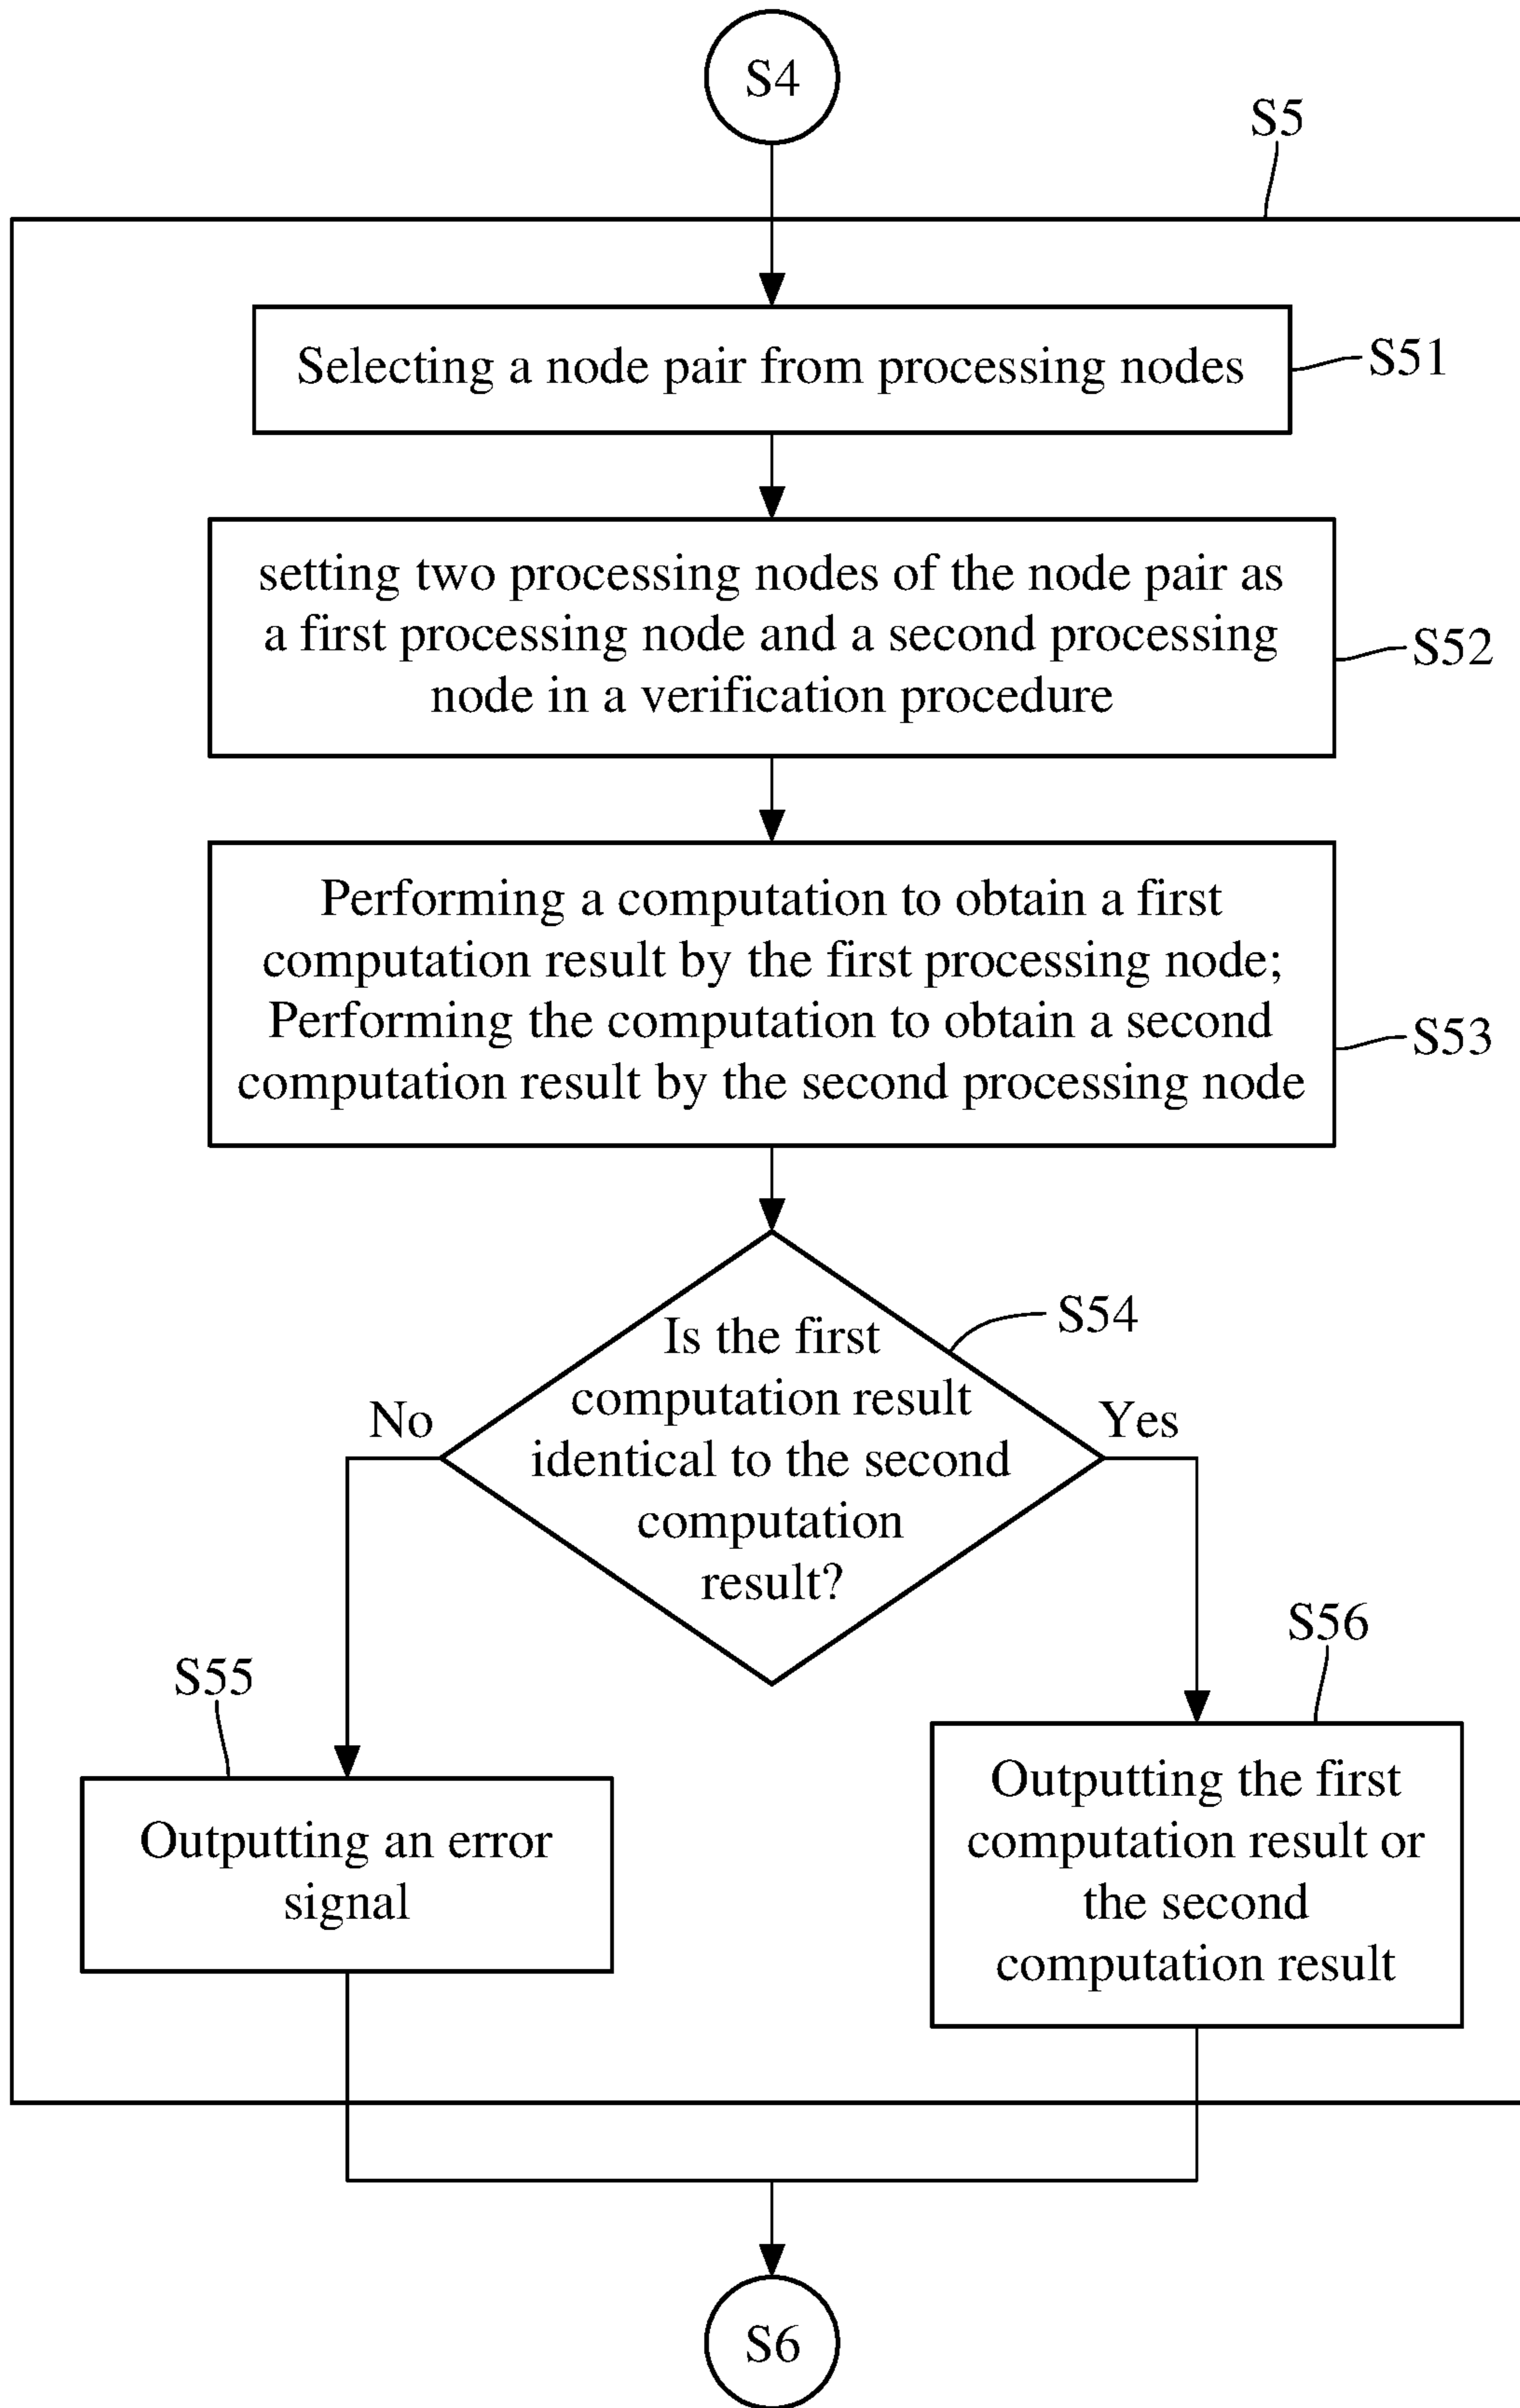 S4
S5
Selecting a node pair from processing nodes
S51
setting two processing nodes of the node pair as
a first processing node and a second processing
node in a verification procedure
S52
Performing a computation to obtain a first
computation result by the first processing node;
Performing the computation to obtain a second
computation result by the second processing node
S53
Is the first
computation result
identical to the second
computation
result?
S54
No
Yes
S55
Outputting an error
signal
S56
Outputting the first
computation result or
the second
computation result
S6